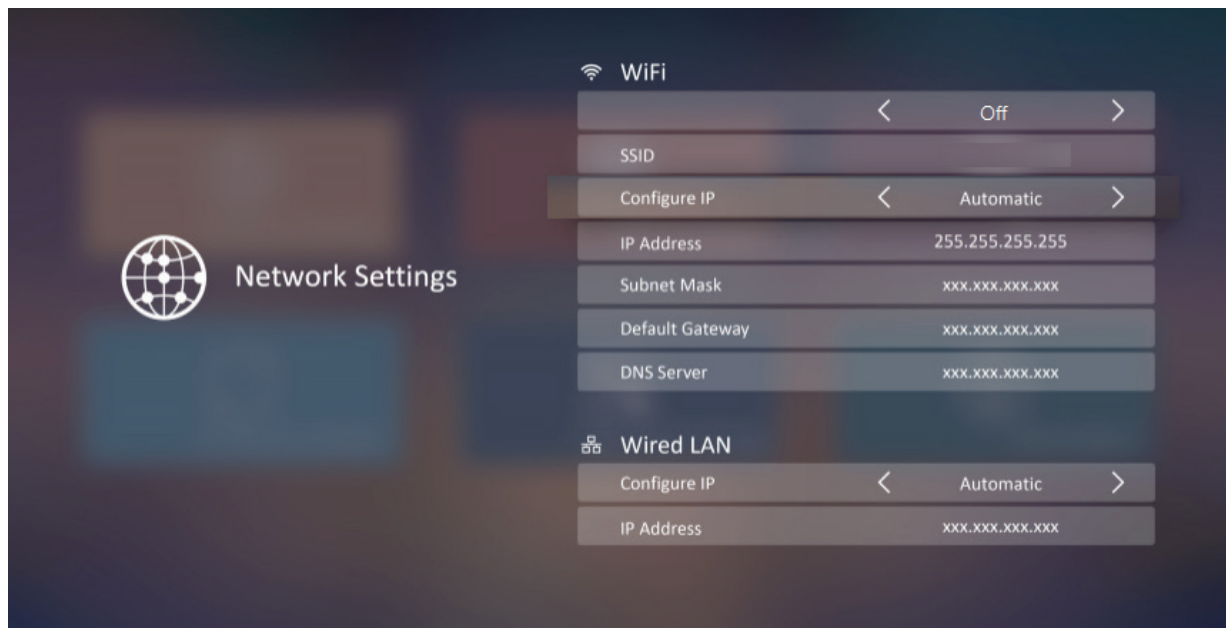 WiFi
Off
SSID
Configure IP Automatic
Network Settings
IP Address 255.255.255.255
Subnet Mask xxx.xxx.xxx.xxx
Default Gateway xxx.xxx.xxx.xxx
DNS Server xxx.xxx.xxx.xxx
Wired LAN
Configure IP Automatic
IP Address xxx.xxx.xxx.xxx